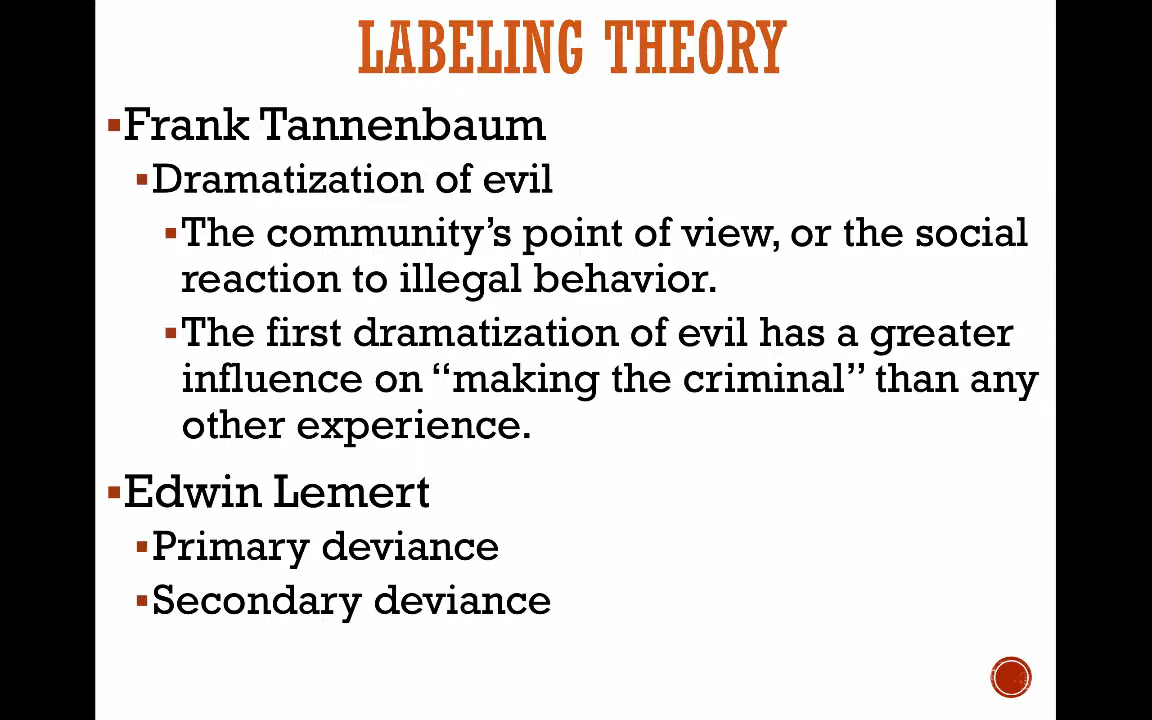 LABELING THEORY
▪Frank Tannenbaum
▪Dramatization of evil
▪The community’s point of view, or the social
reaction to illegal behavior.
▪The first dramatization of evil has a greater
influence on “making the criminal” than any
other experience.
▪Edwin Lemert
▪Primary deviance
▪Secondary deviance